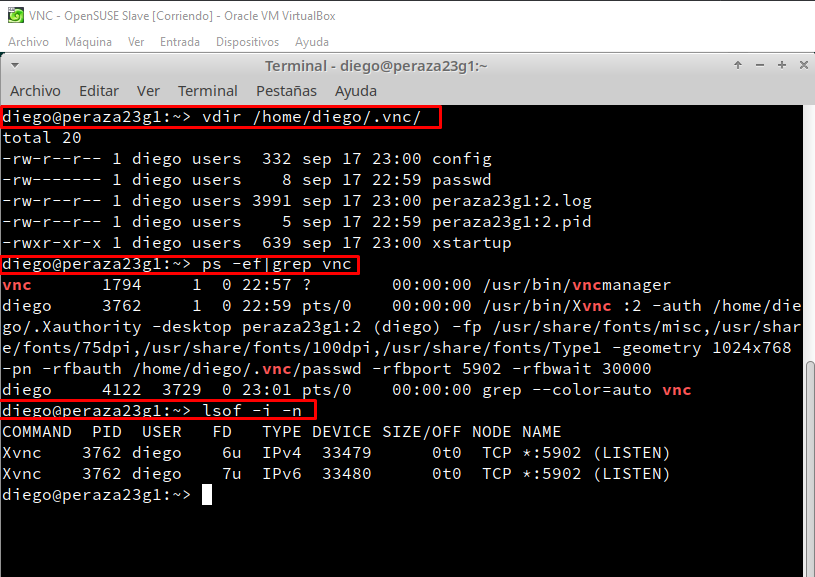 VNC - OpenSUSE Slave [Corriendo] - Oracle VM VirtualBox
Archivo Máquina Ver Entrada Dispositivos Ayuda
Terminal - diego@peraza23g1:~
Archivo Editar Ver Terminal Pestañas Ayuda
diego@peraza23g1:~> vdir /home/diego/.vnc/
total 20
-rw-r--r-- 1 diego users  332 sep 17 23:00 config
-rw------- 1 diego users    8 sep 17 22:59 passwd
-rw-r--r-- 1 diego users 3991 sep 17 23:00 peraza23g1:2.log
-rw-r--r-- 1 diego users    5 sep 17 22:59 peraza23g1:2.pid
-rwxr-xr-x 1 diego users  639 sep 17 23:00 xstartup
diego@peraza23g1:~> ps -ef|grep vnc
vnc       1794     1  0 22:57 ?        00:00:00 /usr/bin/vncmanager
diego     3762     1  0 22:59 pts/0    00:00:00 /usr/bin/Xvnc :2 -auth /home/die
go/.Xauthority -desktop peraza23g1:2 (diego) -fp /usr/share/fonts/misc,/usr/shar
e/fonts/75dpi,/usr/share/fonts/100dpi,/usr/share/fonts/Type1 -geometry 1024x768
-pn -rfbauth /home/diego/.vnc/passwd -rfbport 5902 -rfbwait 30000
diego     4122  3729  0 23:01 pts/0    00:00:00 grep --color=auto vnc
diego@peraza23g1:~> lsof -i -n
COMMAND  PID  USER   FD   TYPE DEVICE SIZE/OFF NODE NAME
Xvnc    3762 diego    6u  IPv4  33479      0t0  TCP *:5902 (LISTEN)
Xvnc    3762 diego    7u  IPv6  33480      0t0  TCP *:5902 (LISTEN)
diego@peraza23g1:~>